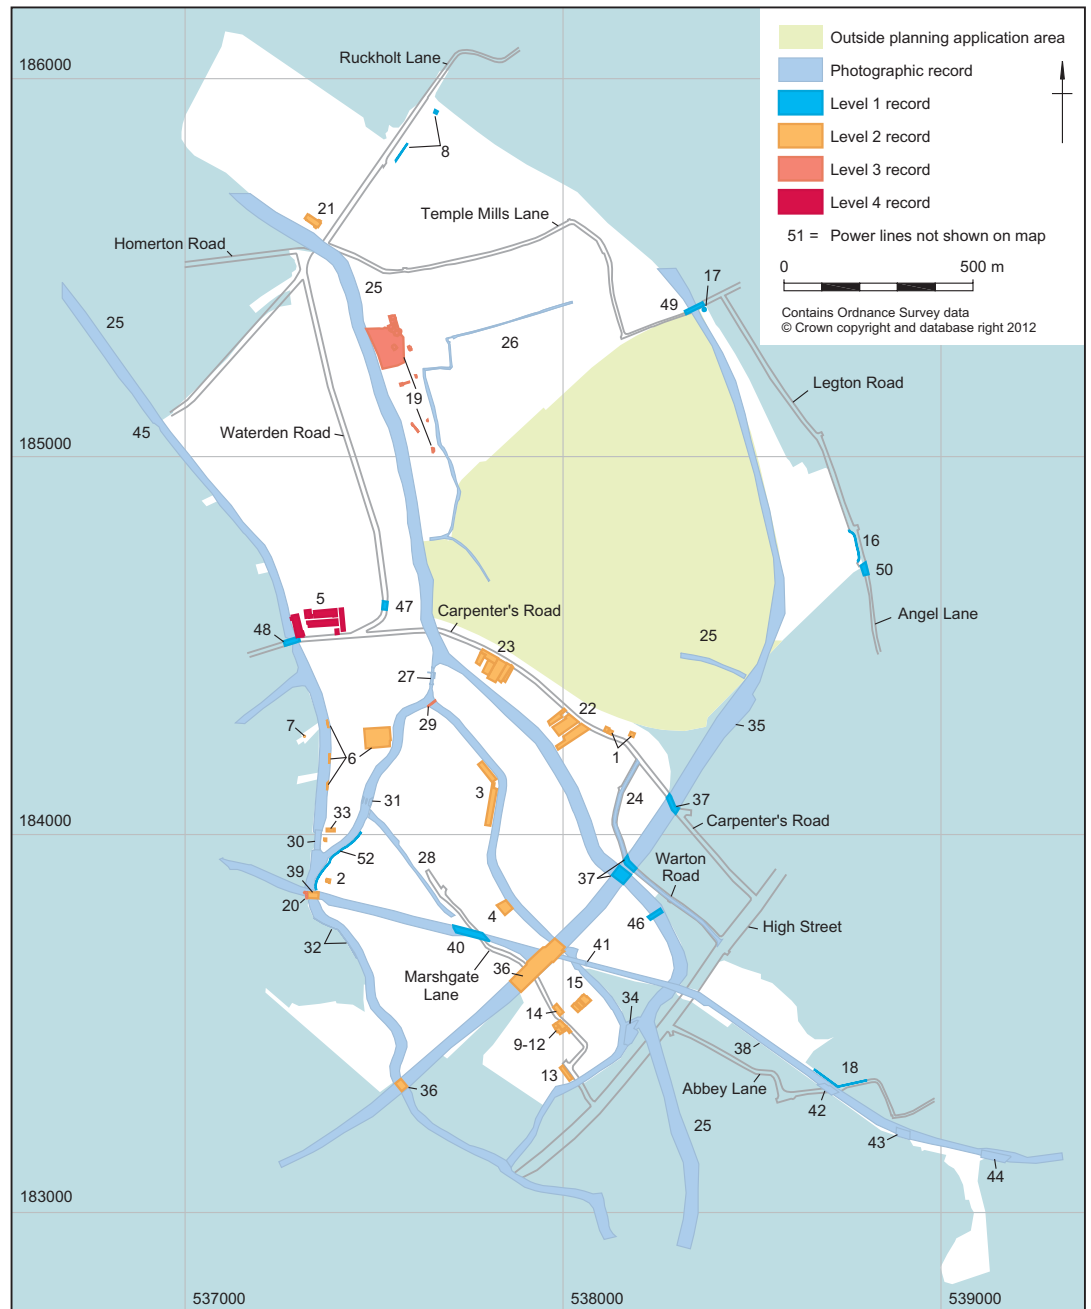 Outside planning application area
Photographic record
Level 1 record
Level 2 record
Level 3 record
Level 4 record
51 = Power lines not shown on map
0 500 m
Contains Ordnance Survey data
© Crown copyright and database right 2012
Ruckholt Lane
186000
8
21
Temple Mills Lane
Homerton Road
17
25
49
25
26
Legton Road
19
45
Waterden Road
185000
16
50
5
47
Carpenter's Road
Angel Lane
48
23
25
27
7
29
22
35
6
1
31
3
24
37
33
Carpenter's Road
184000
30
52
28
Warton
Road
39
2
37
20
4
46
High Street
32
40
41
Marshgate
Lane
36
15
34
14
38
9-12
18
13
Abbey Lane
36
42
25
43
44
183000
537000
538000
539000